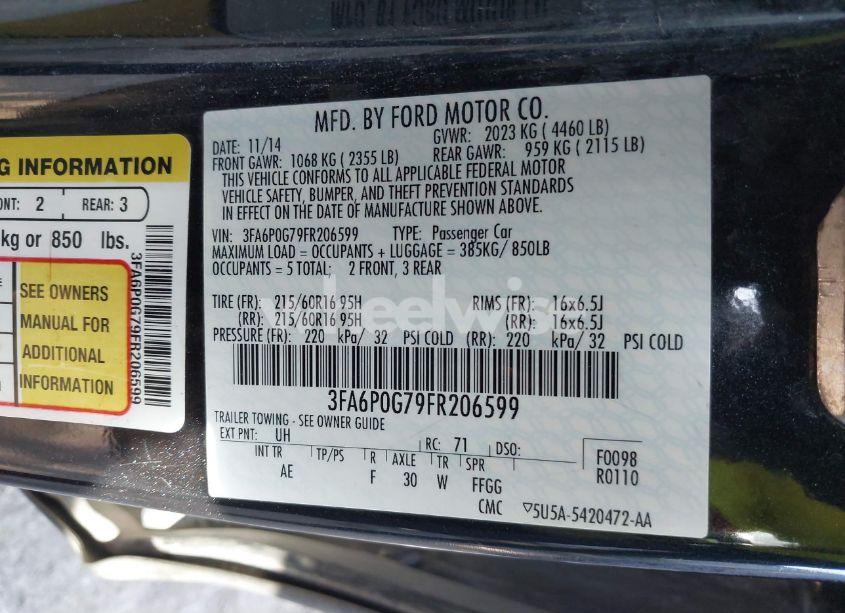 G INFORMATION
NT: 2 REAR: 3
kg or 850 lbs.
SEE OWNERS
MANUAL FOR
ADDITIONAL
INFORMATION
3FA6P0G79FR206599
MFD. BY FORD MOTOR CO.
DATE: 11/14 GVWR: 2023 KG ( 4460 LB)
FRONT GAWR: 1068 KG ( 2355 LB) REAR GAWR: 959 KG ( 2115 LB)
THIS VEHICLE CONFORMS TO ALL APPLICABLE FEDERAL MOTOR
VEHICLE SAFETY, BUMPER, AND THEFT PREVENTION STANDARDS
IN EFFECT ON THE DATE OF MANUFACTURE SHOWN ABOVE.
VIN: 3FA6P0G79FR206599 TYPE: Passenger Car
MAXIMUM LOAD = OCCUPANTS + LUGGAGE = 385KG/ 850LB
OCCUPANTS = 5 TOTAL; 2 FRONT, 3 REAR
TIRE (FR): 215/60R16 95H RIMS (FR): 16x6.5J
(RR): 215/60R16 95H (RR): 16x6.5J
PRESSURE (FR): 220 kPa/ 32 PSI COLD (RR): 220 kPa/ 32 PSI COLD
3FA6P0G79FR206599
TRAILER TOWING - SEE OWNER GUIDE
EXT PNT: UH RC: 71 DSO:
INT TR TP/PS R AXLE TR SPR F0098
AE F 30 W FFGG R0110
CMC ▽5U5A-5420472-AA